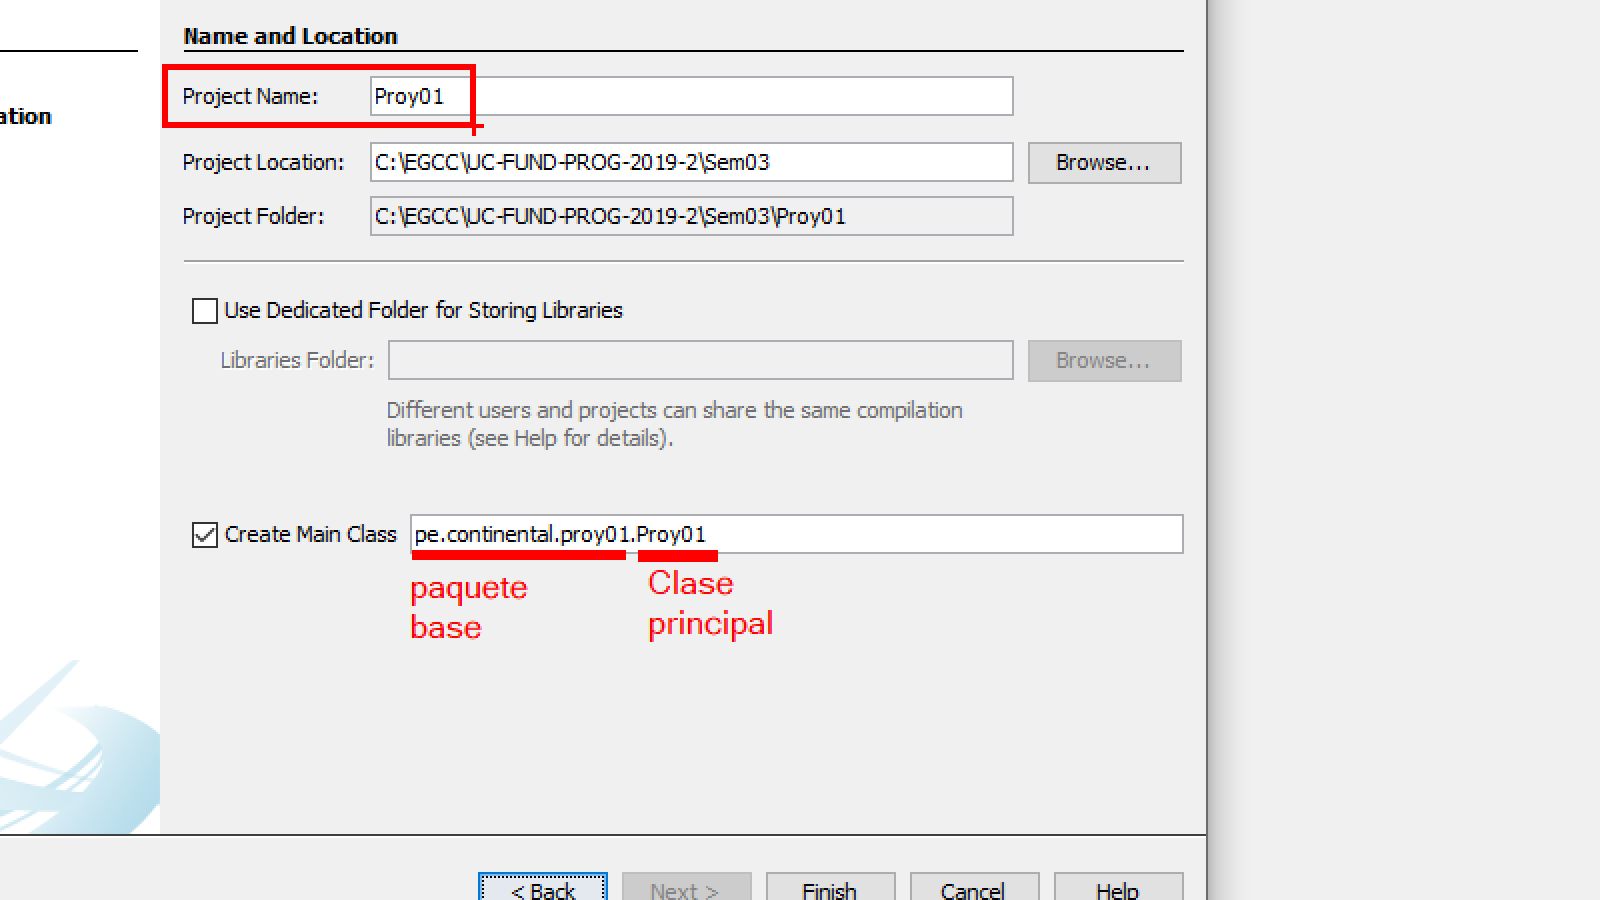 Name and Location
ation
Project Name: Proy01
Project Location: C:\EGCC\UC-FUND-PROG-2019-2\Sem03 Browse...
Project Folder: C:\EGCC\UC-FUND-PROG-2019-2\Sem03\Proy01
Use Dedicated Folder for Storing Libraries
Libraries Folder: Browse...
Different users and projects can share the same compilation
libraries (see Help for details).
Create Main Class pe.continental.proy01.Proy01
paquete
base
Clase
principal
< Back Next > Finish Cancel Help